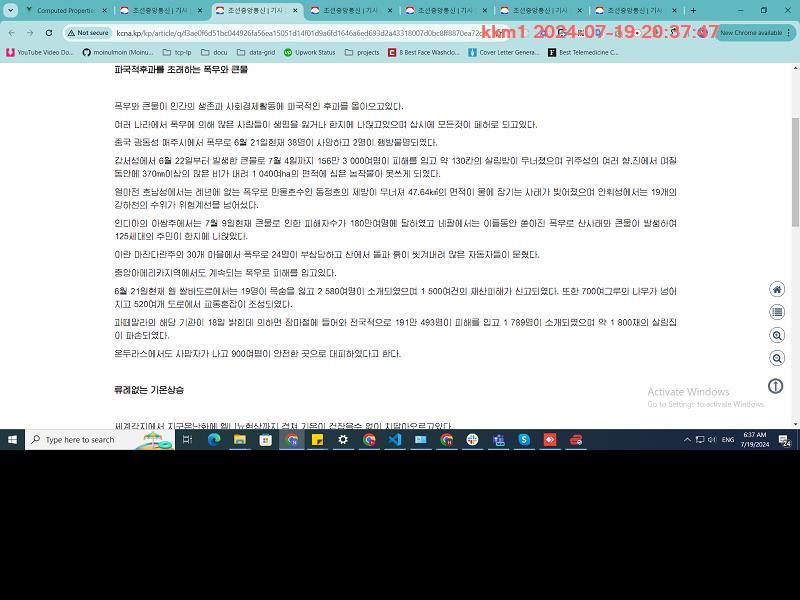 Computed Properties
조선중앙통신 | 기사
조선중앙통신 | 기사
조선중앙통신 | 기사
조선중앙통신 | 기사
조선중앙통신 | 기사
조선중앙통신 | 기사
Not secure
kcna.kp/kp/article/q/f3ae0f6d51bc044926fa56ea15051d14f01d9a6fd1646a6ed693d2a43318007d0bc8ff8870ea72
kkm1 2024-07-19-20:37:47
New Chrome available
YouTube Video Do...
moinulmoin (Moinu...
tcp-lp
docu
data-grid
Upwork Status
projects
8 Best Face Washclo...
Cover Letter Genera...
Best Telemedicine C...
파국적후과를 초래하는 폭우와 큰물
폭우와 큰물이 인간의 생존과 사회경제활동에 파국적인 후과를 몰아오고있다.
여러 나라에서 폭우에 의해 많은 사람들이 생명을 잃거나 한지에 나앉고있으며 삽시에 모든것이 페허로 되고있다.
중국 광동성 매주시에서 폭우로 6월 21일현재 38명이 사망하고 2명이 행방불명되였다.
강서성에서 6월 22일부터 발생한 큰물로 7월 4일까지 156만 3 000여명이 피해를 입고 약 130칸의 살림방이 무너졌으며 귀주성의 여러 향,진에서 며칠
동안에 370㎜이상의 많은 비가 내려 1 040여㏊의 면적에 심은 농작물이 못쓰게 되였다.
얼마전 호남성에서는 례년에 없는 폭우로 민물호수인 동정호의 제방이 무너져 47.64㎢의 면적이 물에 잠기는 사태가 빚어졌으며 안휘성에서는 19개의
강하천의 수위가 위험계선을 넘어섰다.
인디아의 아쌈주에서는 7월 9일현재 큰물로 인한 피해자수가 180만여명에 달하였고 네팔에서는 이틀동안 쏟아진 폭우로 산사태와 큰물이 발생하여
125세대의 주민이 한지에 나앉았다.
이란 마잔다란주의 30개 마을에서 폭우로 24명이 부상당하고 산에서 돌과 흙이 씻겨내려 많은 자동차들이 묻혔다.
중앙아메리카지역에서도 계속되는 폭우로 피해를 입고있다.
6월 21일현재 엘 쌀바도르에서는 19명이 목숨을 잃고 2 580여명이 소개되였으며 1 500여건의 재산피해가 신고되였다. 또한 700여그루의 나무가 넘어
지고 520여개 도로에서 교통혼잡이 조성되였다.
과떼말라의 해당 기관이 18일 밝힌데 의하면 장마철에 들어와 전국적으로 191만 493명이 피해를 입고 1 789명이 소개되였으며 약 1 800채의 살림집
이 파손되였다.
온두라스에서도 사망자가 나고 900여명이 안전한 곳으로 대피하였다고 한다.
류례없는 기온상승
세계각지에서 지구온난화에 엘니뇨현상까지 겹쳐 기온이 걷잡을수 없이 치달아오르고있다.
Activate Windows
Go to Settings to activate Windows.
Type here to search
ENG
6:37 AM
7/19/2024
24